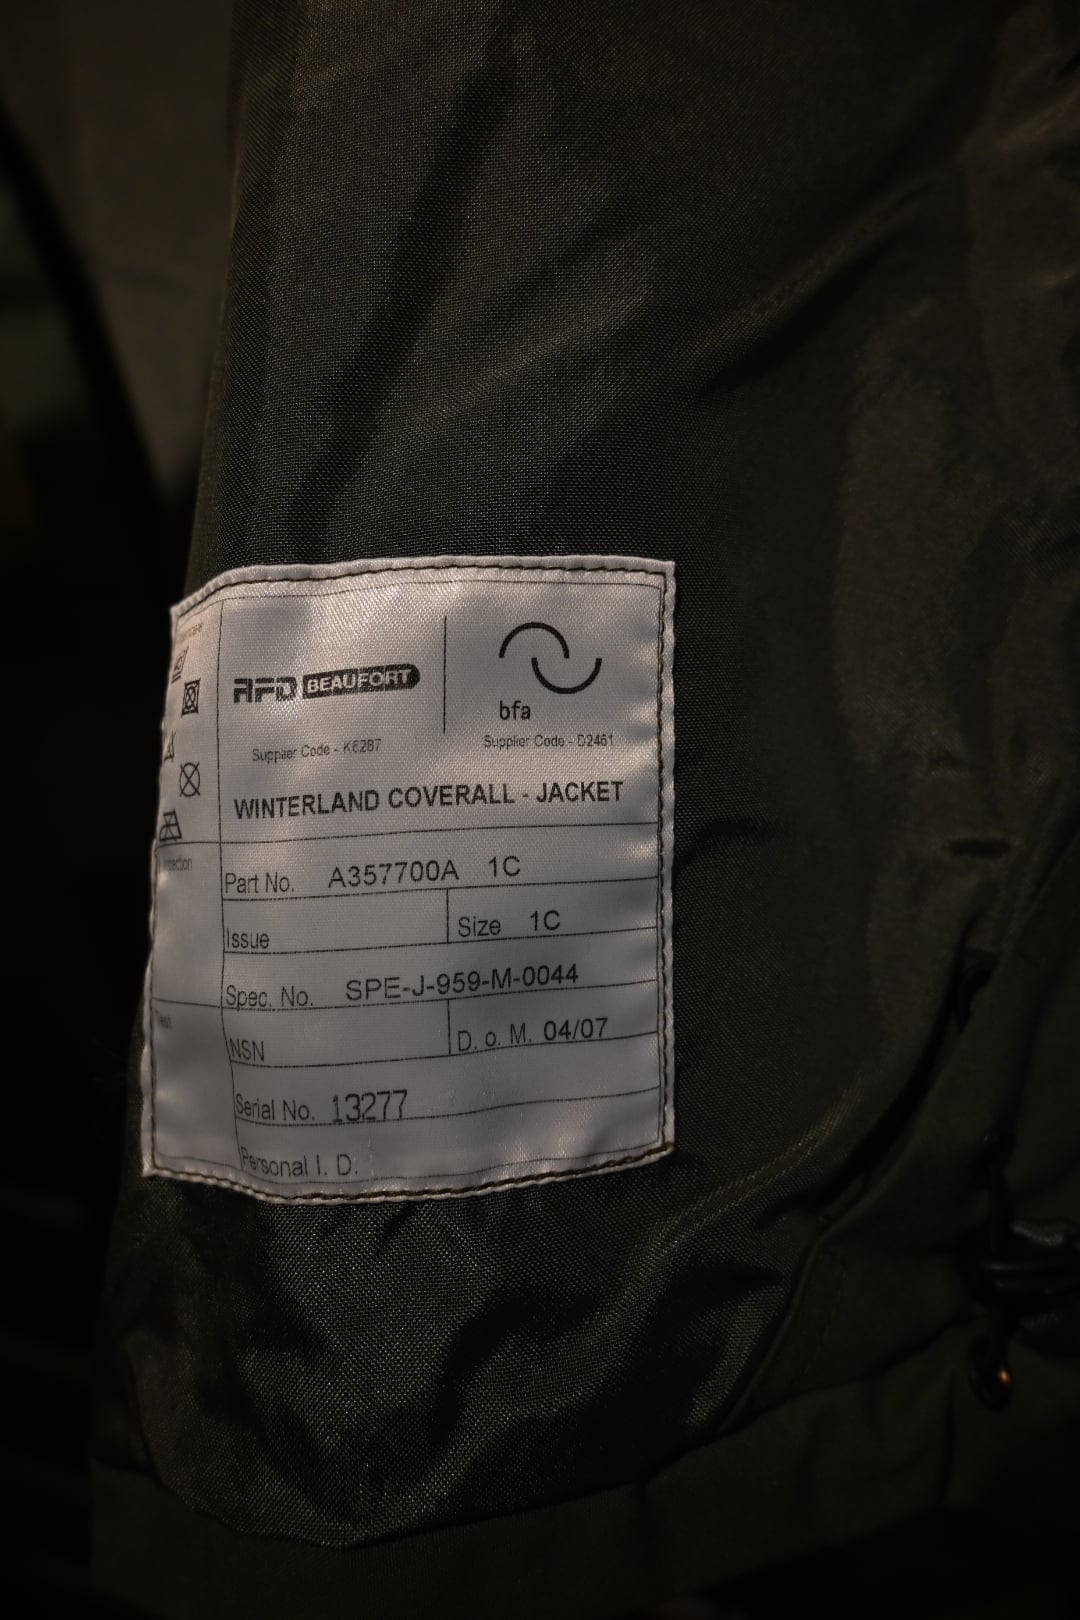 RFD BEAUFORT
bfa
Supplier Code - K6287
Supplier Code - D2461
WINTERLAND COVERALL - JACKET
Part No. A357700A 1C
Issue
Size 1C
Spec. No. SPE-J-959-M-0044
NSN
D. o. M. 04/07
Serial No. 13277
Personal I. D.